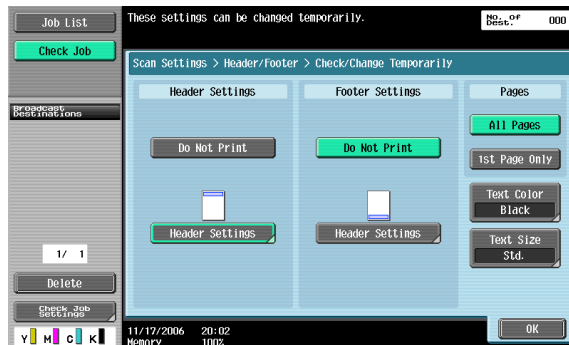 Job List
Check Job
Broadcast
Destinations
1/ 1
Delete
Check Job
Settings
Y M C K
These settings can be changed temporarily.
No. of
Dest. 000
Scan Settings > Header/Footer > Check/Change Temporarily
Header Settings
Do Not Print
Header Settings
Footer Settings
Do Not Print
Header Settings
Pages
All Pages
1st Page Only
Text Color
Black
Text Size
Std.
11/17/2006 20:02
Memory 100%
OK